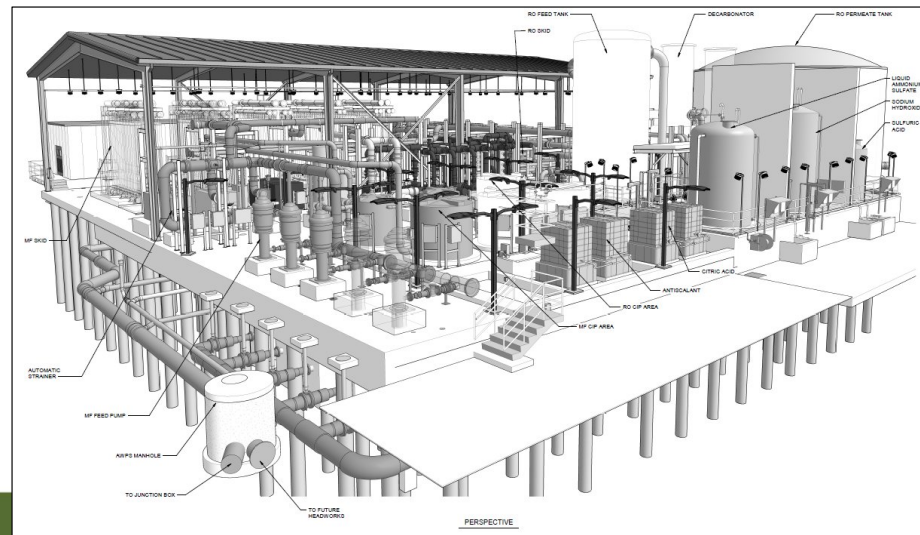 RO FEED TANK
DECARBONATOR
RO PERMEATE TANK
RO SKID
LIQUID
AMMONIUM
SULFATE
SODIUM
HYDROXIDE
SULFURIC
ACID
MF SKID
CITRIC ACID
ANTISCALANT
RO CIP AREA
MF CIP AREA
AUTOMATIC
STRAINER
MF FEED PUMP
AWPS MANHOLE
TO JUNCTION BOX
TO FUTURE
HEADWORKS
PERSPECTIVE